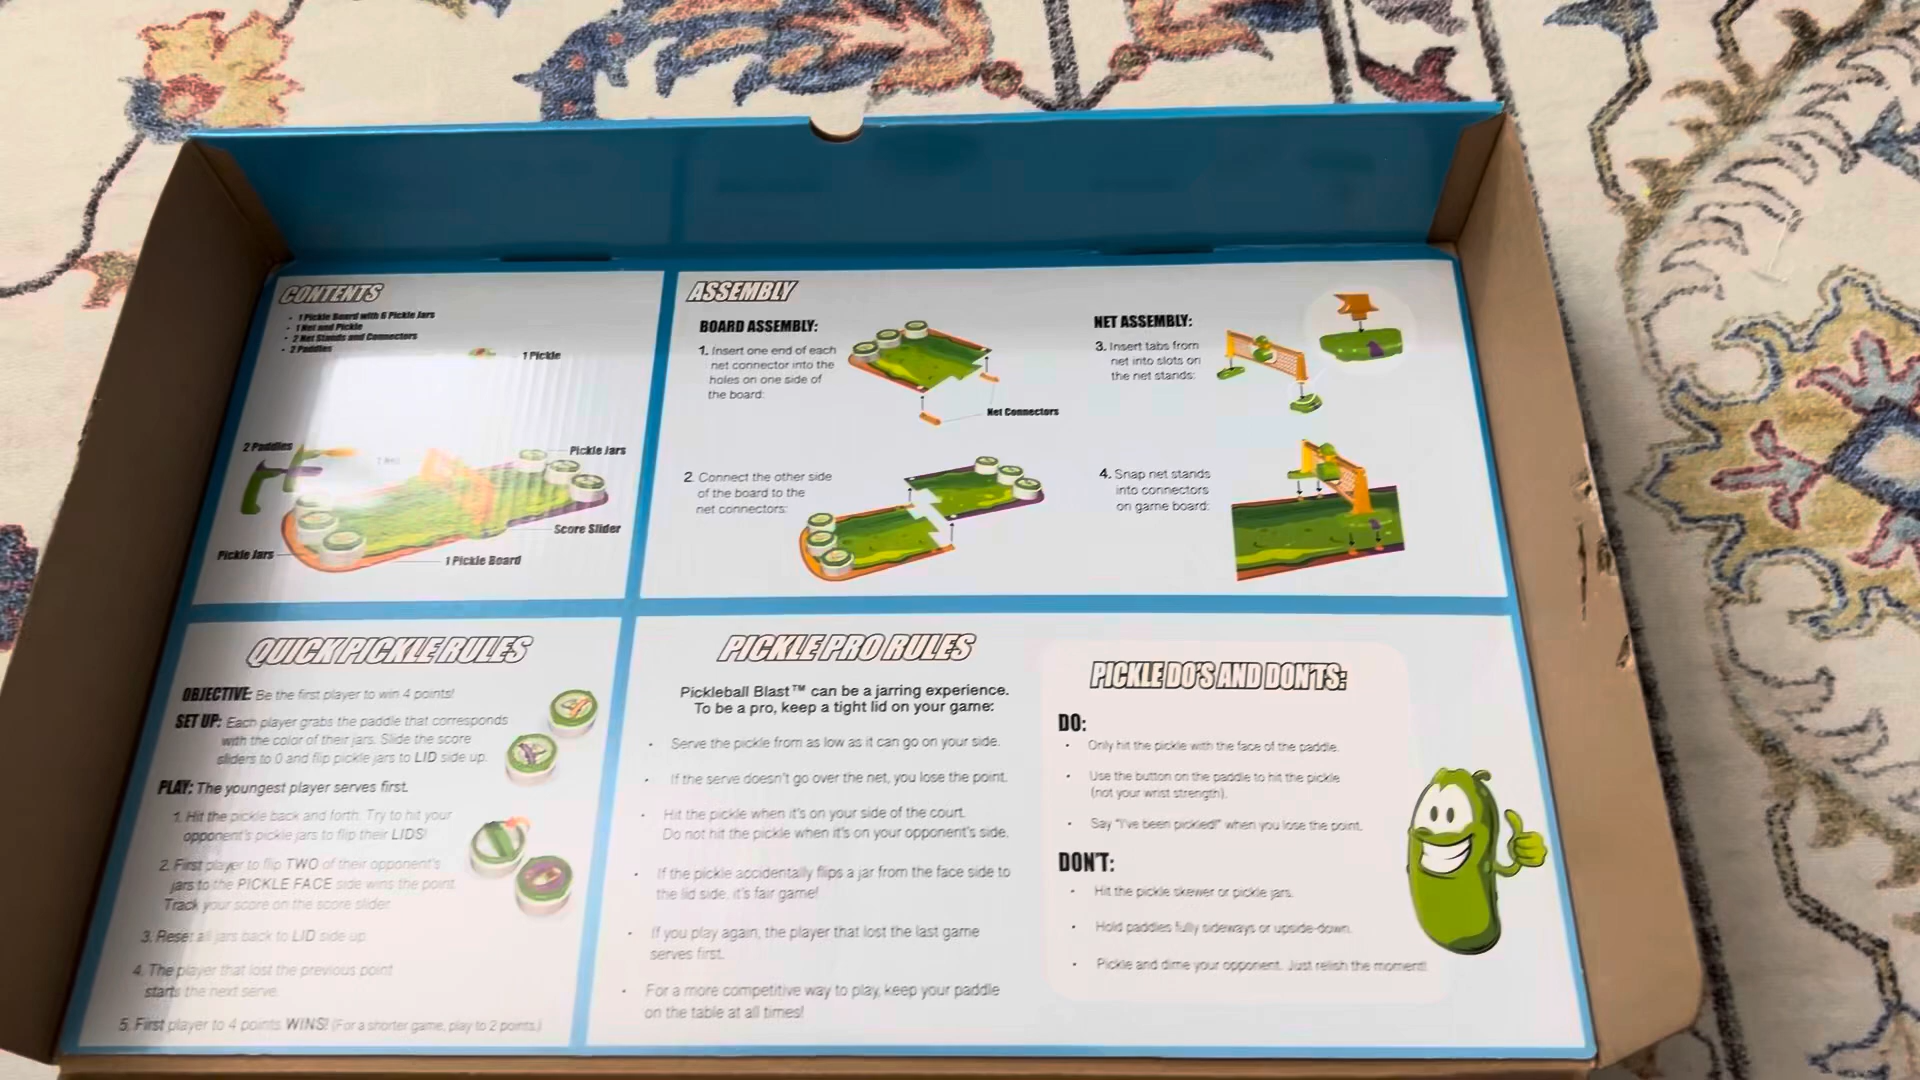 CONTENTS
• 1 Pickle Board with 6 Pickle Jars
• 1 Net and Pickle
• 2 Net Stands and Connectors
• 2 Paddles
1 Pickle
2 Paddles
1 Net
Pickle Jars
Score Slider
Pickle Jars
1 Pickle Board
ASSEMBLY
BOARD ASSEMBLY:
1. Insert one end of each
net connector into the
holes on one side of
the board:
Net Connectors
2. Connect the other side
of the board to the
net connectors:
NET ASSEMBLY:
3. Insert tabs from
net into slots on
the net stands:
4. Snap net stands
into connectors
on game board:
QUICK PICKLE RULES
OBJECTIVE: Be the first player to win 4 points!
SET UP: Each player grabs the paddle that corresponds
with the color of their jars. Slide the score
sliders to 0 and flip pickle jars to LID side up.
PLAY: The youngest player serves first.
1. Hit the pickle back and forth. Try to hit your
opponent's pickle jars to flip their LIDS!
2. First player to flip TWO of their opponent's
jars to the PICKLE FACE side wins the point.
Track your score on the score slider.
3. Reset all jars back to LID side up.
4. The player that lost the previous point
starts the next serve.
5. First player to 4 points WINS! (For a shorter game, play to 2 points.)
PICKLE PRO RULES
Pickleball Blast™ can be a jarring experience.
To be a pro, keep a tight lid on your game:
• Serve the pickle from as low as it can go on your side.
• If the serve doesn't go over the net, you lose the point.
• Hit the pickle when it's on your side of the court.
Do not hit the pickle when it's on your opponent's side.
• If the pickle accidentally flips a jar from the face side to
the lid side, it's fair game!
• If you play again, the player that lost the last game
serves first.
• For a more competitive way to play, keep your paddle
on the table at all times!
PICKLE DO'S AND DON'TS:
DO:
• Only hit the pickle with the face of the paddle.
• Use the button on the paddle to hit the pickle
(not your wrist strength).
• Say "I've been pickled!" when you lose the point.
DON'T:
• Hit the pickle skewer or pickle jars.
• Hold paddles fully sideways or upside-down.
• Pickle and dime your opponent. Just relish the moment!